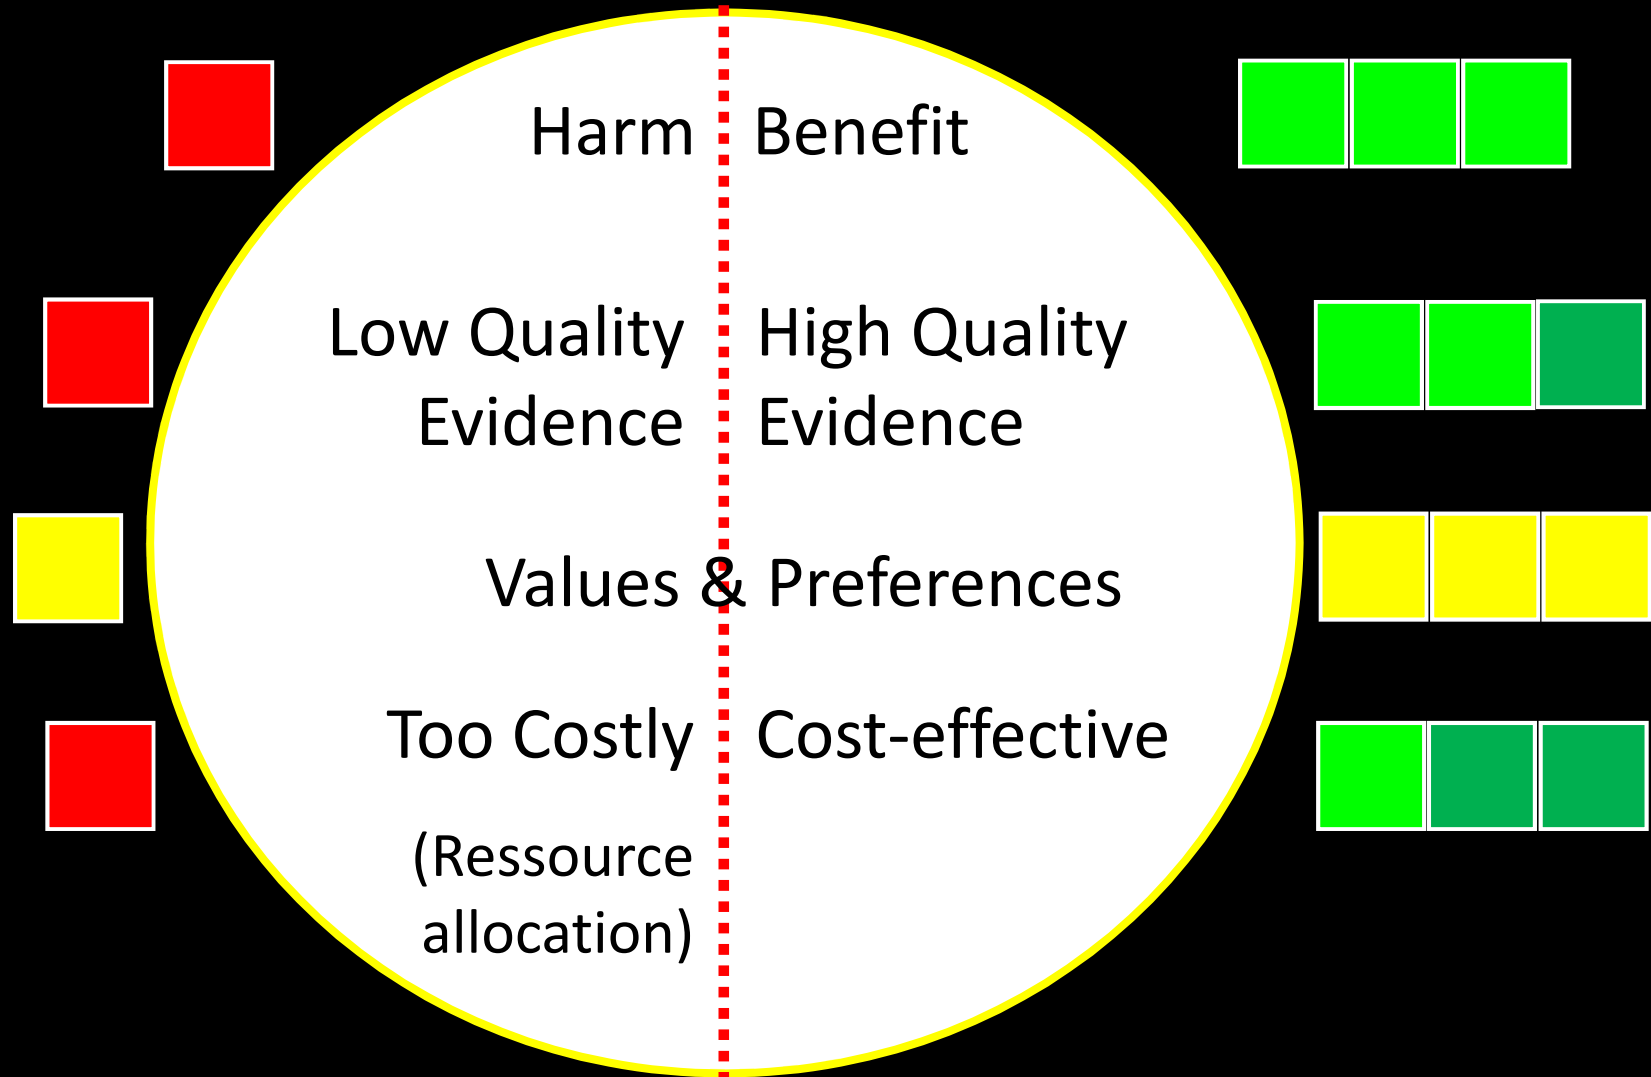 Harm Benefit
Low Quality High Quality
Evidence Evidence
Values & Preferences
Too Costly Cost-effective
(Ressource
allocation)